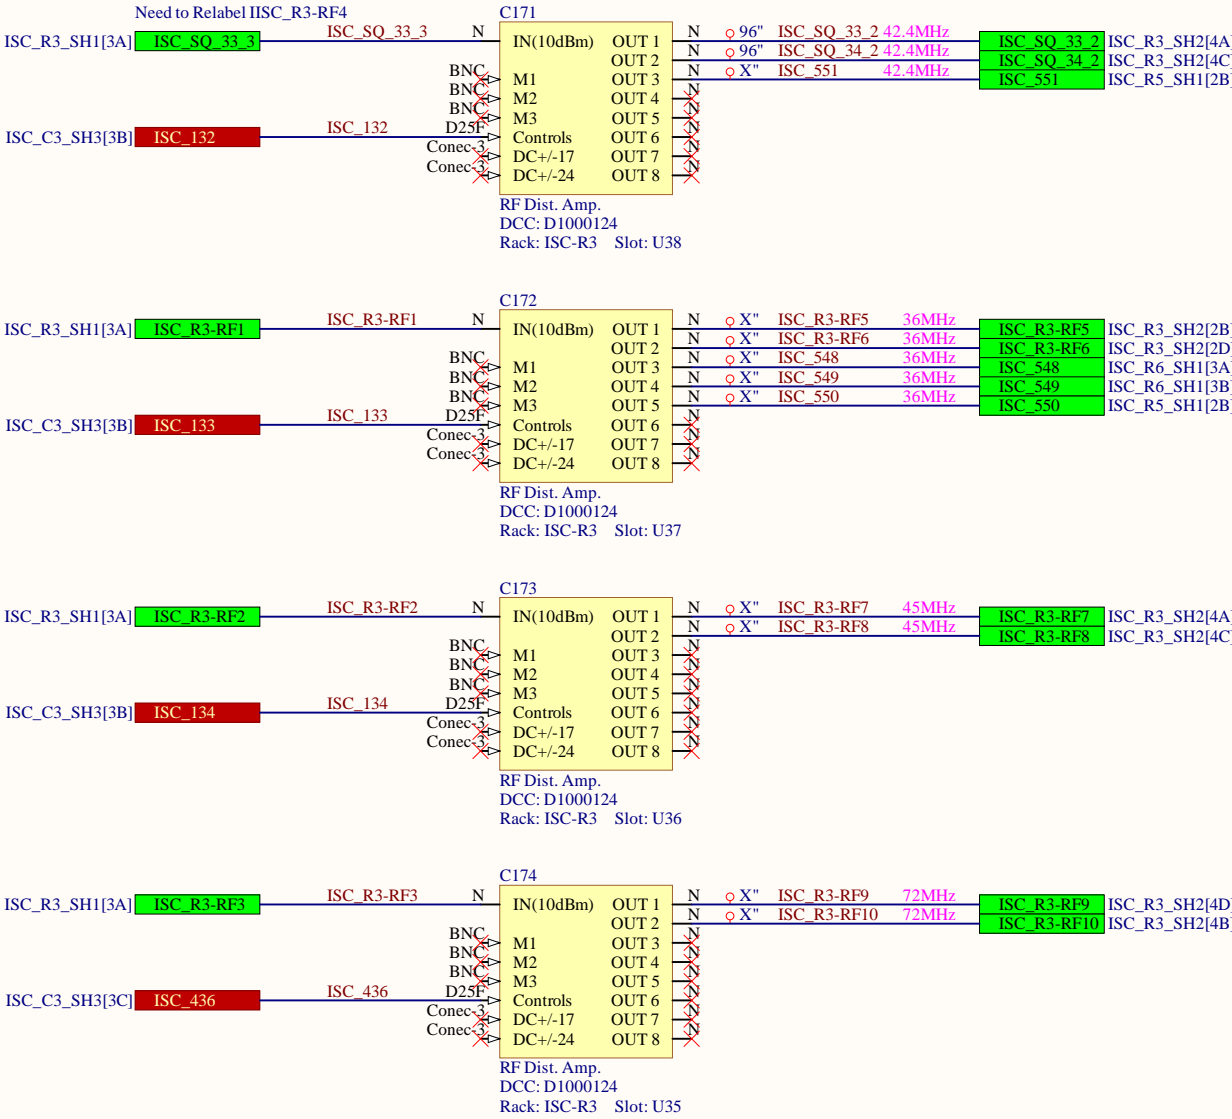 Need to Relabel IISC_R3-RF4
C171
ISC_R3_SH1[3A] ISC_SQ_33_3 ISC_SQ_33_3 N IN(10dBm) OUT 1 N 96" ISC_SQ_33_2 42.4MHz ISC_SQ_33_2 ISC_R3_SH2[4A]
OUT 2 N 96" ISC_SQ_34_2 42.4MHz ISC_SQ_34_2 ISC_R3_SH2[4C]
BNC M1 OUT 3 N X" ISC_551 42.4MHz ISC_551 ISC_R5_SH1[2B]
BNC M2 OUT 4 N
BNC M3 OUT 5 N
ISC_C3_SH3[3B] ISC_132 ISC_132 D25F Controls OUT 6 N
Conec-3 DC+/-17 OUT 7 N
Conec-3 DC+/-24 OUT 8 N
RF Dist. Amp.
DCC: D1000124
Rack: ISC-R3 Slot: U38
C172
ISC_R3_SH1[3A] ISC_R3-RF1 ISC_R3-RF1 N IN(10dBm) OUT 1 N X" ISC_R3-RF5 36MHz ISC_R3-RF5 ISC_R3_SH2[2B]
OUT 2 N X" ISC_R3-RF6 36MHz ISC_R3-RF6 ISC_R3_SH2[2D]
BNC M1 OUT 3 N X" ISC_548 36MHz ISC_548 ISC_R6_SH1[3A]
BNC M2 OUT 4 N X" ISC_549 36MHz ISC_549 ISC_R6_SH1[3B]
BNC M3 OUT 5 N X" ISC_550 36MHz ISC_550 ISC_R5_SH1[2B]
ISC_C3_SH3[3B] ISC_133 ISC_133 D25F Controls OUT 6 N
Conec-3 DC+/-17 OUT 7 N
Conec-3 DC+/-24 OUT 8 N
RF Dist. Amp.
DCC: D1000124
Rack: ISC-R3 Slot: U37
C173
ISC_R3_SH1[3A] ISC_R3-RF2 ISC_R3-RF2 N IN(10dBm) OUT 1 N X" ISC_R3-RF7 45MHz ISC_R3-RF7 ISC_R3_SH2[4A]
OUT 2 N X" ISC_R3-RF8 45MHz ISC_R3-RF8 ISC_R3_SH2[4C]
BNC M1 OUT 3 N
BNC M2 OUT 4 N
BNC M3 OUT 5 N
ISC_C3_SH3[3B] ISC_134 ISC_134 D25F Controls OUT 6 N
Conec-3 DC+/-17 OUT 7 N
Conec-3 DC+/-24 OUT 8 N
RF Dist. Amp.
DCC: D1000124
Rack: ISC-R3 Slot: U36
C174
ISC_R3_SH1[3A] ISC_R3-RF3 ISC_R3-RF3 N IN(10dBm) OUT 1 N X" ISC_R3-RF9 72MHz ISC_R3-RF9 ISC_R3_SH2[4D]
OUT 2 N X" ISC_R3-RF10 72MHz ISC_R3-RF10 ISC_R3_SH2[4B]
BNC M1 OUT 3 N
BNC M2 OUT 4 N
BNC M3 OUT 5 N
ISC_C3_SH3[3C] ISC_436 ISC_436 D25F Controls OUT 6 N
Conec-3 DC+/-17 OUT 7 N
Conec-3 DC+/-24 OUT 8 N
RF Dist. Amp.
DCC: D1000124
Rack: ISC-R3 Slot: U35